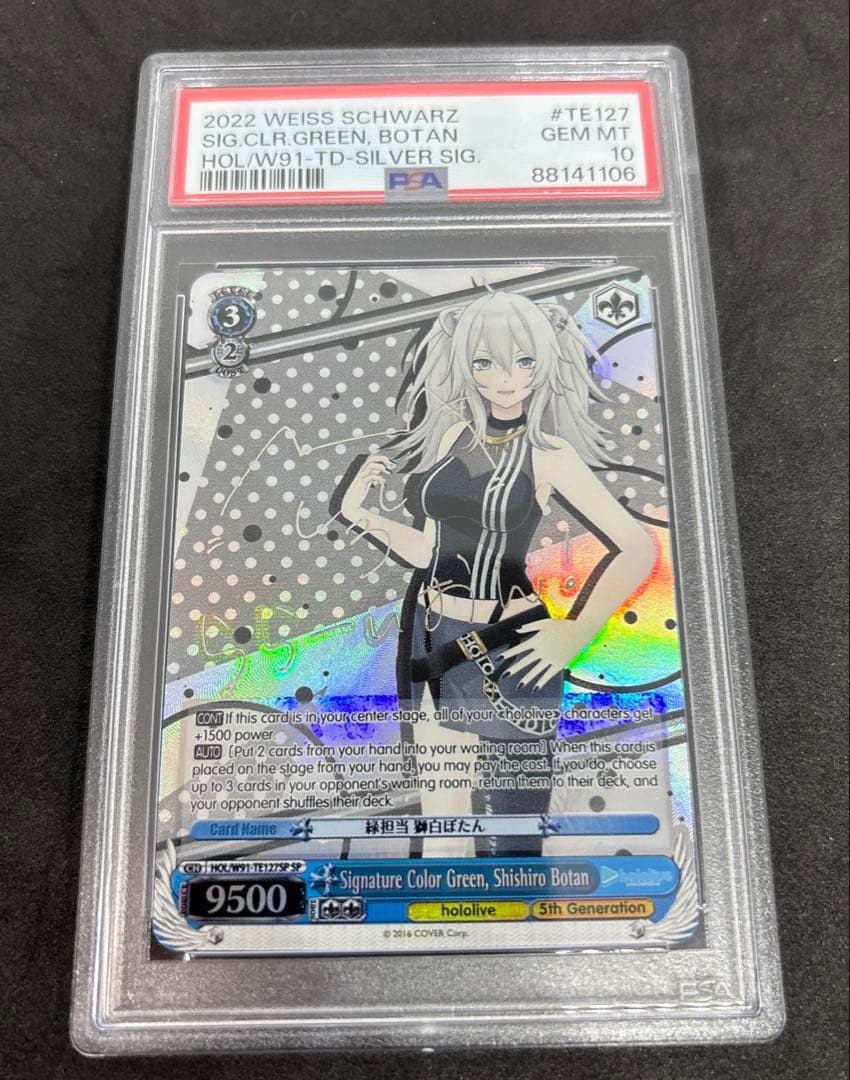 2022 WEISS SCHWARZ #TE127
SIG.CLR.GREEN, BOTAN GEM MT
HOL/W91-TD-SILVER SIG. 10
PSA 88141106
LEVEL
3
2
COST
HOLO
CONT If this card is in your center stage, all of your «hololive» characters get
+1500 power.
AUTO [Put 2 cards from your hand into your waiting room] When this card is
placed on the stage from your hand, you may pay the cost. If you do, choose
up to 3 cards in your opponent's waiting room, return them to their deck, and
your opponent shuffles their deck.
Card Name 緑担当 獅白ぼたん
CH HOL/W91-TE127SP SP
9500 Signature Color Green, Shishiro Botan hololive
hololive 5th Generation
© 2016 COVER Corp.
PSA